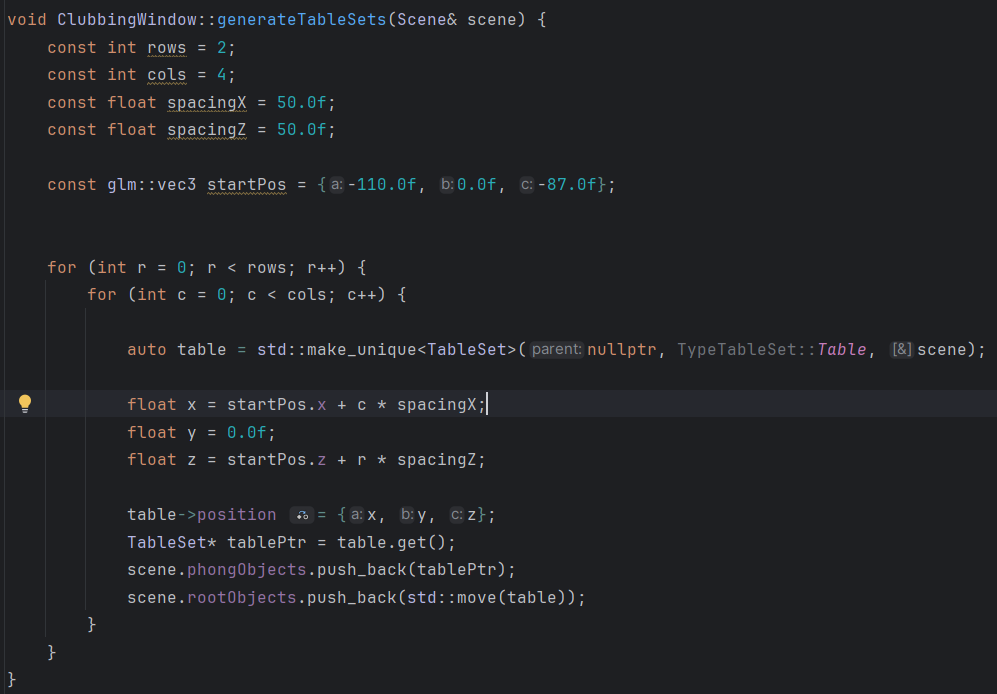 void ClubbingWindow::generateTableSets(Scene& scene) {
    const int rows = 2;
    const int cols = 4;
    const float spacingX = 50.0f;
    const float spacingZ = 50.0f;
    const glm::vec3 startPos = {a:-110.0f, b:0.0f, c:-87.0f};
    for (int r = 0; r < rows; r++) {
        for (int c = 0; c < cols; c++) {
            auto table = std::make_unique<TableSet>(parent:nullptr, TypeTableSet::Table, [&]scene);
            float x = startPos.x + c * spacingX;
            float y = 0.0f;
            float z = startPos.z + r * spacingZ;
            table->position = {a:x, b:y, c:z};
            TableSet* tablePtr = table.get();
            scene.phongObjects.push_back(tablePtr);
            scene.rootObjects.push_back(std::move(table));
        }
    }
}